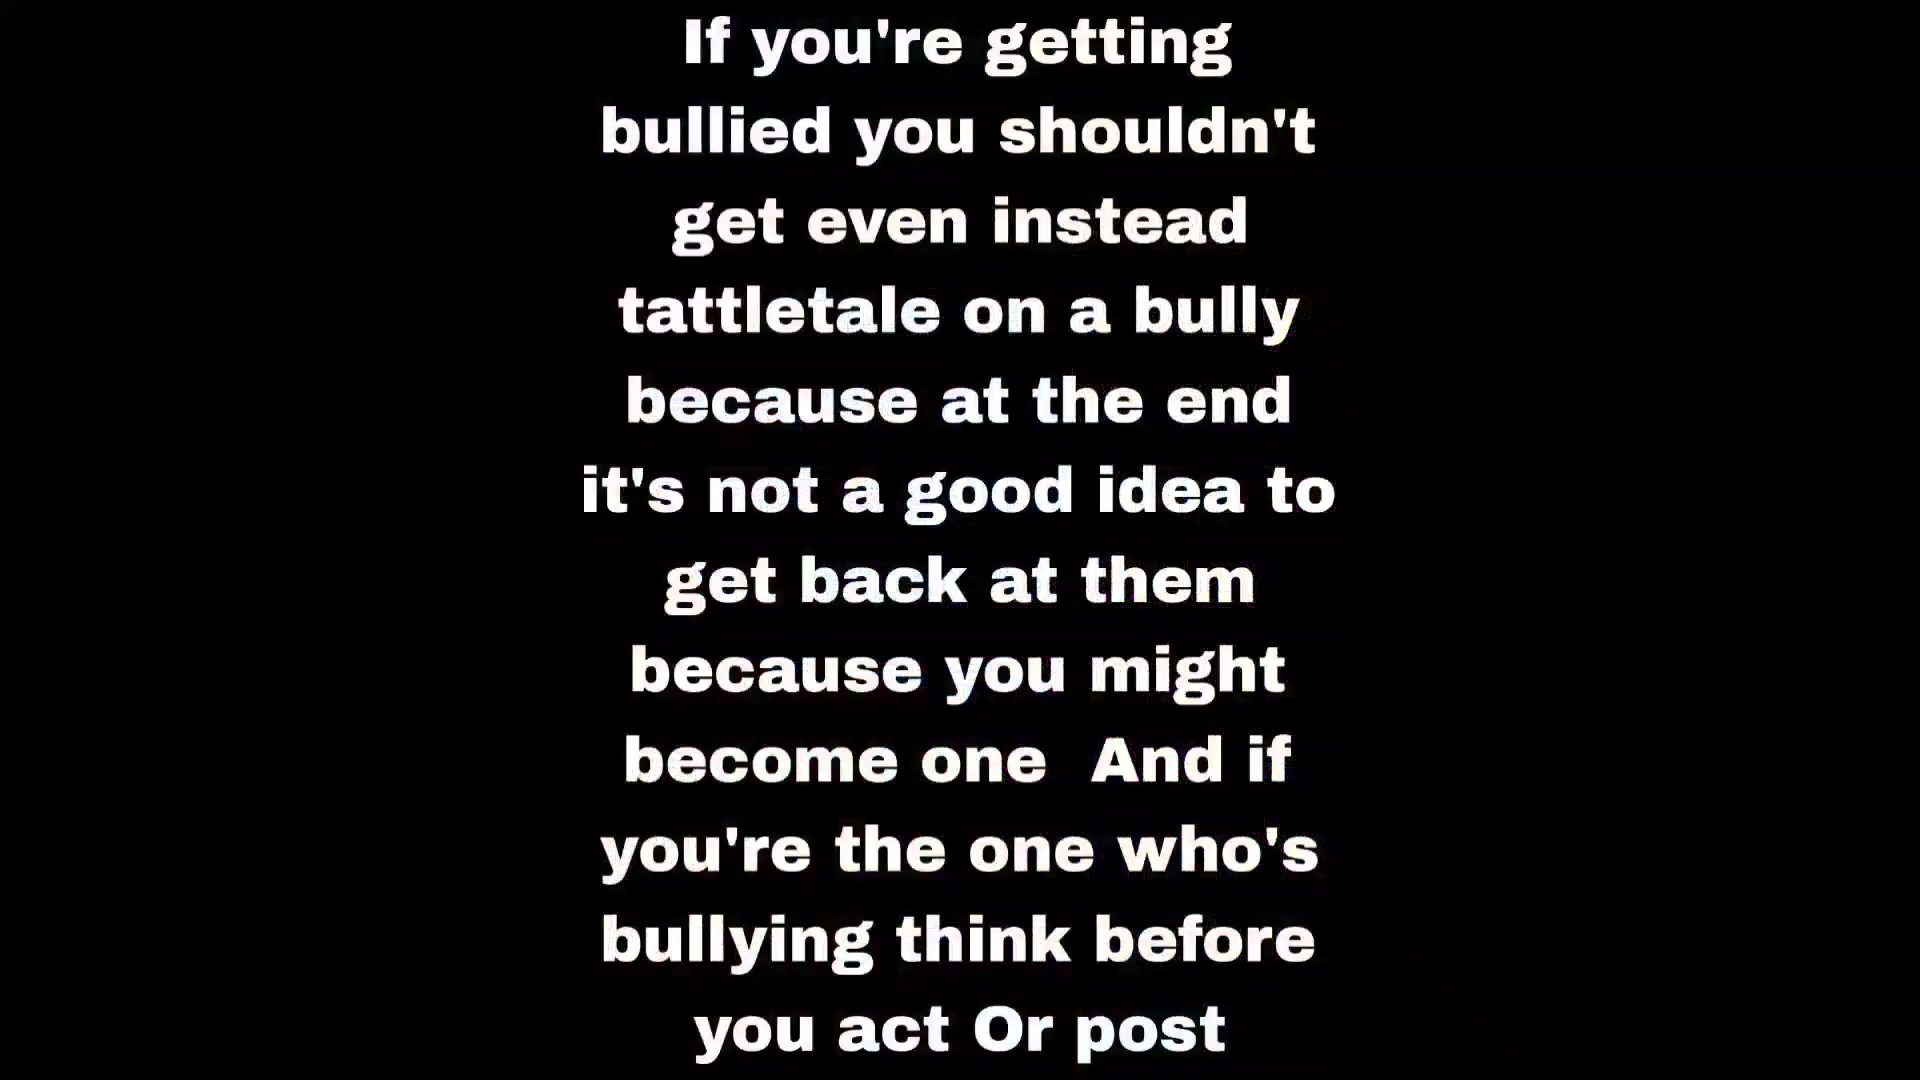 If you're getting
bullied you shouldn't
get even instead
tattletale on a bully
because at the end
it's not a good idea to
get back at them
because you might
become one  And if
you're the one who's
bullying think before
you act Or post